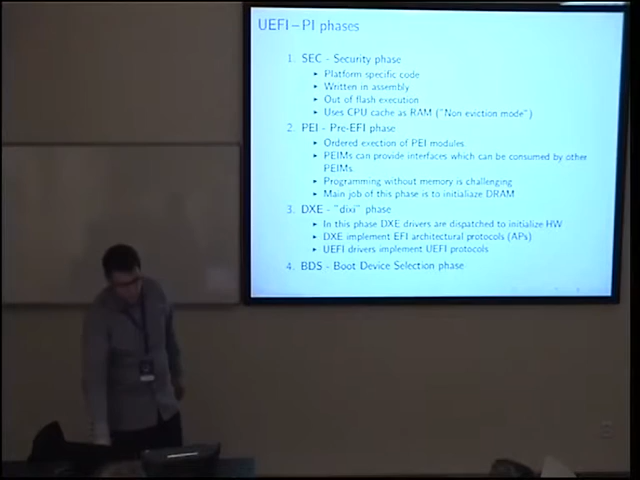 UEFI – PI phases
1. SEC - Security phase
▸ Platform specific code
▸ Written in assembly
▸ Out of flash execution
▸ Uses CPU cache as RAM ("Non eviction mode")
2. PEI - Pre-EFI phase
▸ Ordered exection of PEI modules
▸ PEIMs can provide interfaces which can be consumed by other
PEIMs.
▸ Programming without memory is challenging
▸ Main job of this phase is to initialiaze DRAM
3. DXE - "dixi" phase
▸ In this phase DXE drivers are dispatched to initialize HW
▸ DXE implement EFI architectural protocols (APs)
▸ UEFI drivers implement UEFI protocols
4. BDS - Boot Device Selection phase